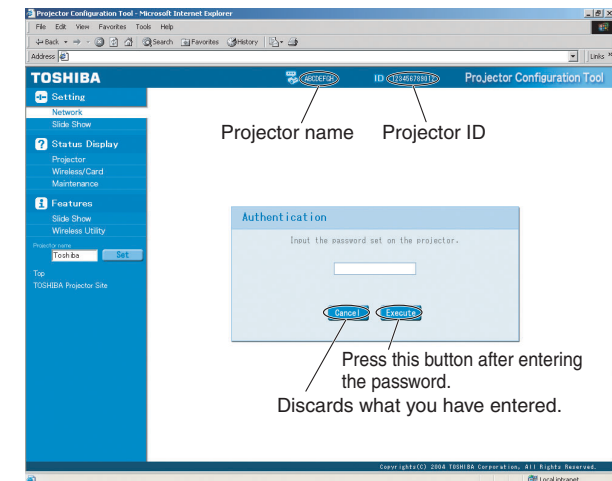 Projector Configuration Tool - Microsoft Internet Explorer
File Edit View Favorites Tools Help
Back Search Favorites History
Address Links »
TOSHIBA ABCDEFGH ID 123456789012 Projector Configuration Tool
Setting
Network
Slide Show
Projector name Projector ID
Status Display
Projector
Wireless/Card
Maintenance
Features
Slide Show
Wireless Utility
Projector name
Toshiba Set
Top
TOSHIBA Projector Site
Authentication
Input the password set on the projector.
Cancel Execute
Press this button after entering
the password.
Discards what you have entered.
Copyrights(C) 2004 TOSHIBA Corporation, All Rights Reserved.
Local intranet